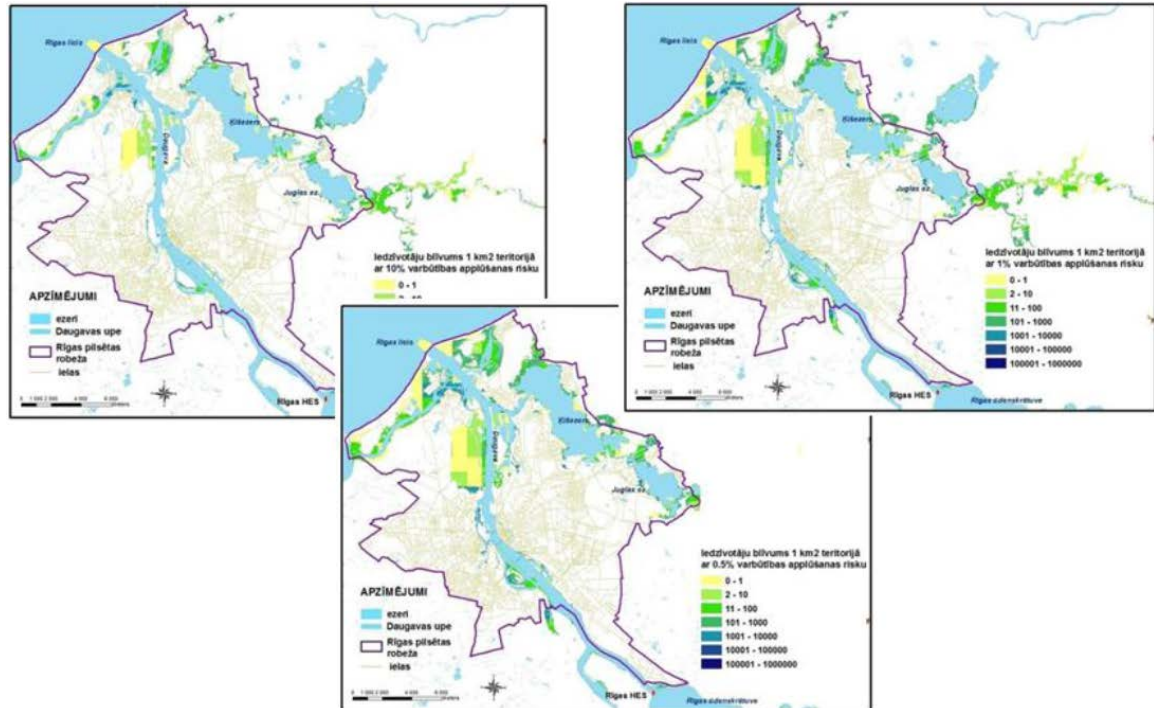 Rīgas līcis
Ķīšezers
Daugava
Juglas ez
Iedzīvotāju blīvums 1 km2 teritorijā
ar 10% varbūtības applūšanas risku
0 - 1
2 - 10
APZĪMĒJUMI
ezeri
Daugavas upe
Rīgas pilsētas
robeža
ielas
Rīgas HES
Rīgas līcis
Ķīšezers
Daugava
Juglas ez
Iedzīvotāju blīvums 1 km2 teritorijā
ar 1% varbūtības applūšanas risku
0 - 1
2 - 10
11 - 100
101 - 1000
1001 - 10000
10001 - 100000
100001 - 1000000
APZĪMĒJUMI
ezeri
Daugavas upe
Rīgas pilsētas
robeža
ielas
Rīgas HES
Rīgas ūdenskrātuve
Rīgas līcis
Ķīšezers
Daugava
Juglas ez
Iedzīvotāju blīvums 1 km2 teritorijā
ar 0.5% varbūtības applūšanas risku
0 - 1
2 - 10
11 - 100
101 - 1000
1001 - 10000
10001 - 100000
100001 - 1000000
APZĪMĒJUMI
ezeri
Daugavas upe
Rīgas pilsētas
robeža
ielas
Rīgas HES
Rīgas ūdenskrātuve